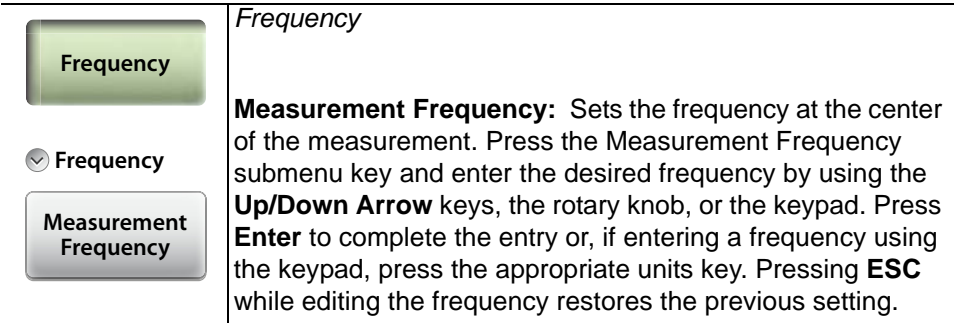 Frequency
Frequency
Measurement
Frequency
Frequency
Measurement Frequency: Sets the frequency at the center
of the measurement. Press the Measurement Frequency
submenu key and enter the desired frequency by using the
Up/Down Arrow keys, the rotary knob, or the keypad. Press
Enter to complete the entry or, if entering a frequency using
the keypad, press the appropriate units key. Pressing ESC
while editing the frequency restores the previous setting.